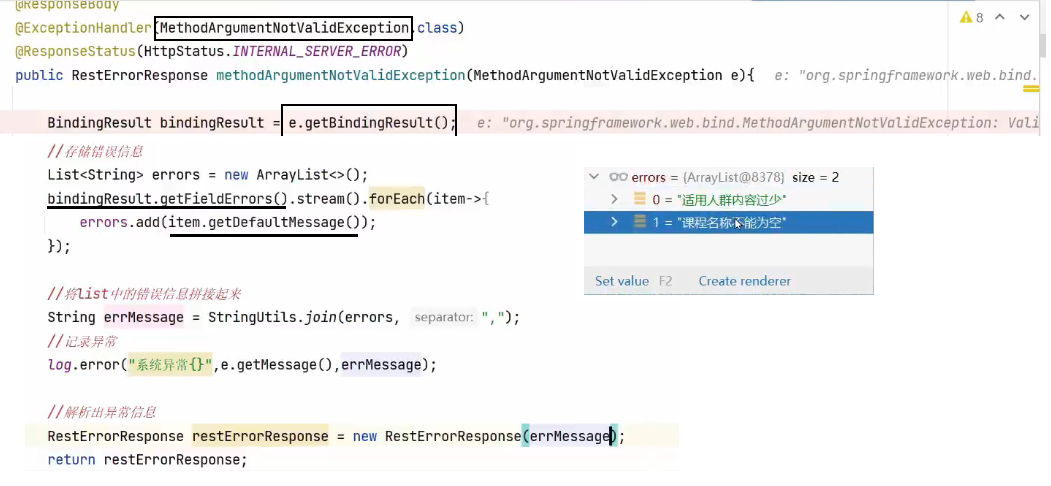 @ResponseBody
@ExceptionHandler(MethodArgumentNotValidException.class)
8
@ResponseStatus(HttpStatus.INTERNAL_SERVER_ERROR)
public RestErrorResponse methodArgumentNotValidException(MethodArgumentNotValidException e){ e: "org.springframework.web.bind.
BindingResult bindingResult = e.getBindingResult(); e: "org.springframework.web.bind.MethodArgumentNotValidException: Vali
//存储错误信息
List<String> errors = new ArrayList<>();
bindingResult.getFieldErrors().stream().forEach(item->{
errors.add(item.getDefaultMessage());
});
errors = {ArrayList@8378} size = 2
0 = "适用人群内容过少"
1 = "课程名称不能为空"
Set value F2 Create renderer
//将list中的错误信息拼接起来
String errMessage = StringUtils.join(errors, separator: ",");
//记录异常
log.error("系统异常{}",e.getMessage(),errMessage);
//解析出异常信息
RestErrorResponse restErrorResponse = new RestErrorResponse(errMessage);
return restErrorResponse;